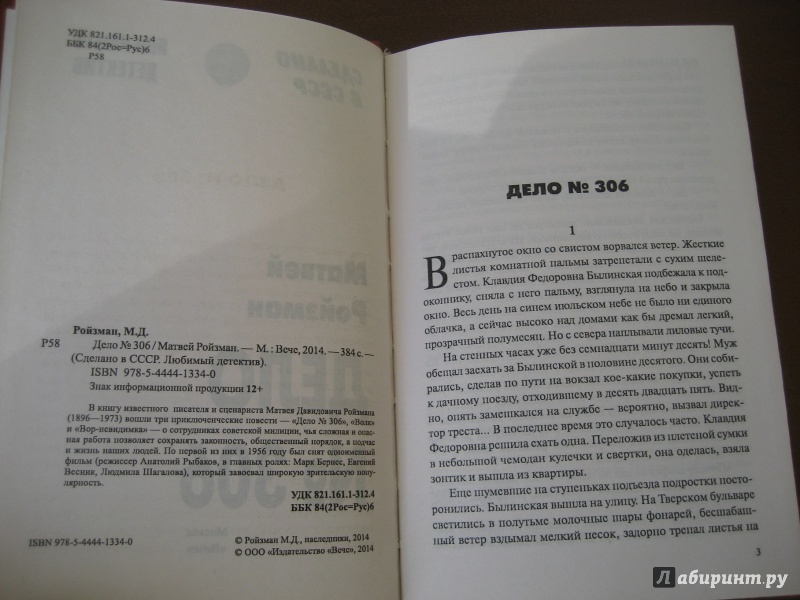 УДК 821.161.1-312.4
ББК 84(2Рос=Рус)6
Р58
Ройзман, М.Д.
Р58 Дело № 306 / Матвей Ройзман. — М. : Вече, 2014. — 384 с. —
(Сделано в СССР. Любимый детектив).
ISBN 978-5-4444-1334-0
Знак информационной продукции 12+
В книгу известного писателя и сценариста Матвея Давидовича Ройзмана
(1896—1973) вошли три приключенческие повести — «Дело № 306», «Волк»
и «Вор-невидимка» — о сотрудниках советской милиции, чья сложная и опас-
ная работа позволяет сохранять законность, общественный порядок, а подчас
и жизнь наших людей. По первой из них в 1956 году был снят одноименный
фильм (режиссер Анатолий Рыбаков, в главных ролях: Марк Бернес, Евгений
Весник, Людмила Шагалова), который завоевал широкую зрительскую попу-
лярность.
УДК 821.161.1-312.4
ББК 84(2Рос=Рус)6
ISBN 978-5-4444-1334-0
© Ройзман М.Д., наследники, 2014
© ООО «Издательство «Вече», 2014
ДЕЛО № 306
1
В распахнутое окно со свистом ворвался ветер. Жесткие
листья комнатной пальмы затрепетали с сухим шеле-
стом. Клавдия Федоровна Былинская подбежала к под-
оконнику, сняла с него пальму, взглянула на небо и закрыла
окно. Весь день на синем июльском небе не было ни единого
облачка, а сейчас высоко над домами как бы дремал легкий,
прозрачный полумесяц. Но с севера наплывали лиловые тучи.
На стенных часах уже без семнадцати минут десять! Муж
обещал заехать за Былинской в половине десятого. Они соби-
рались, сделав по пути на вокзал кое-какие покупки, успеть
к дачному поезду, отходившему в десять двадцать пять. Вид-
но, опять замешкался на службе — вероятно, вызвал дирек-
тор треста... В последнее время это случалось часто. Клавдия
Федоровна решила ехать одна. Переложив из плетеной сумки
в небольшой чемодан кулечки и свертки, она оделась, взяла
зонтик и вышла из квартиры.
Еще шумевшие на ступеньках подъезда подростки посто-
ронились. Былинская вышла на улицу. На Тверском бульваре
светились в полутьме молочные шары фонарей, бесшабаш-
ный ветер вздымал мелкий песок, задорно трепал листья на
3
лабиринт.ру